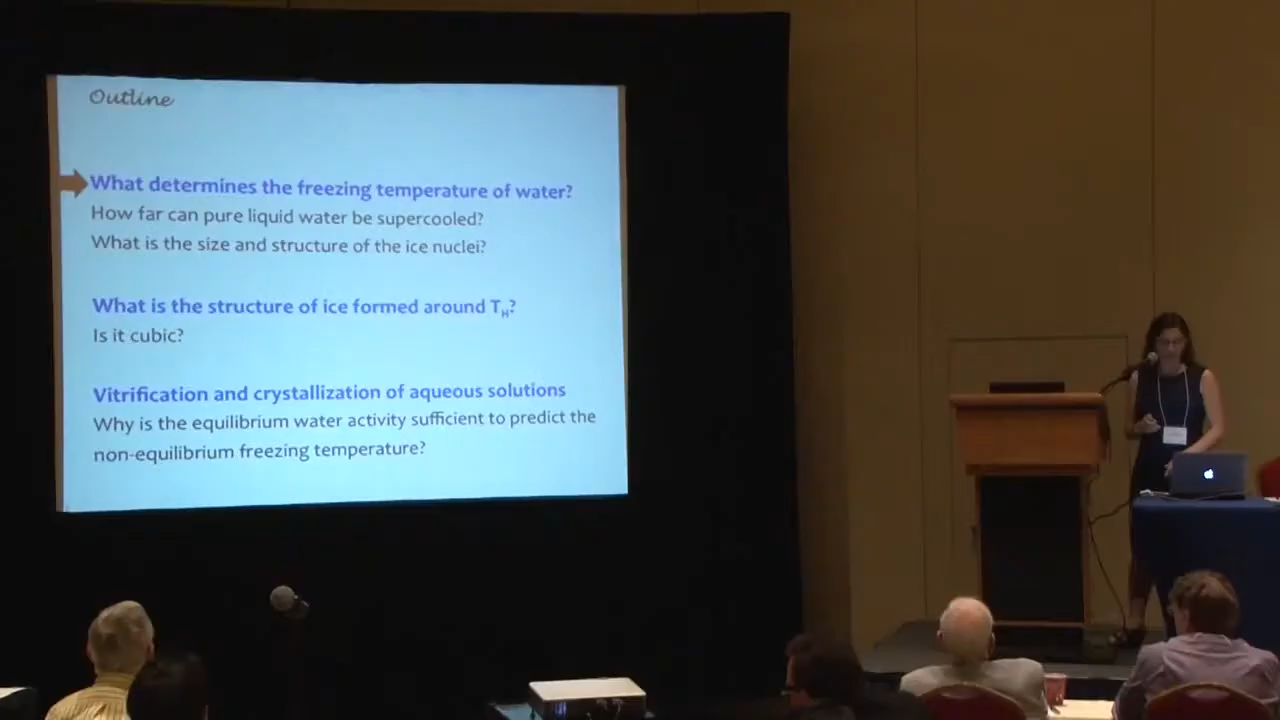 Outline
What determines the freezing temperature of water?
How far can pure liquid water be supercooled?
What is the size and structure of the ice nuclei?
What is the structure of ice formed around TH?
Is it cubic?
Vitrification and crystallization of aqueous solutions
Why is the equilibrium water activity sufficient to predict the
non-equilibrium freezing temperature?